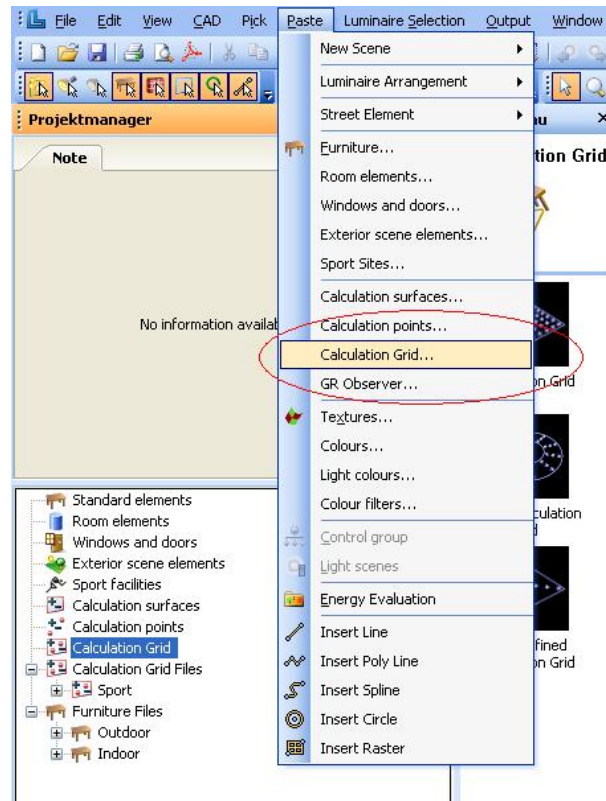 File Edit View CAD Pick Paste Luminaire Selection Output Window
Projektmanager
Note
No information availab
New Scene
Luminaire Arrangement
Street Element
Furniture...
Room elements...
Windows and doors...
Exterior scene elements...
Sport Sites...
Calculation surfaces...
Calculation points...
Calculation Grid...
GR Observer...
Textures...
Colours...
Light colours...
Colour filters...
Control group
Light scenes
Energy Evaluation
Insert Line
Insert Poly Line
Insert Spline
Insert Circle
Insert Raster
tion Grid
on Grid
culation
fined
on Grid
Standard elements
Room elements
Windows and doors
Exterior scene elements
Sport facilities
Calculation surfaces
Calculation points
Calculation Grid
Calculation Grid Files
Sport
Furniture Files
Outdoor
Indoor